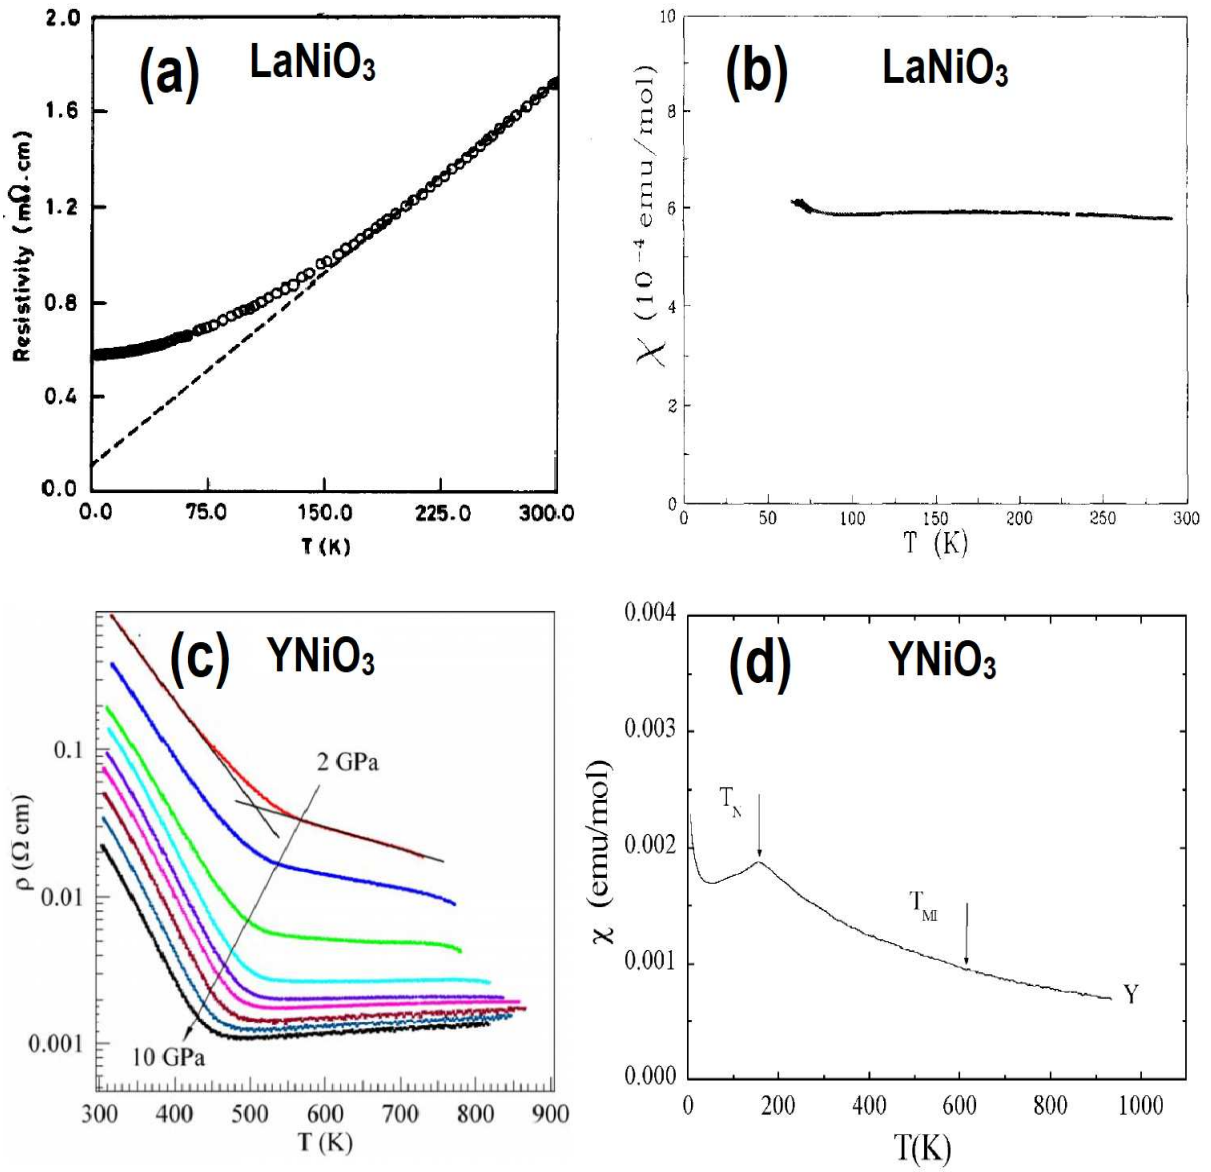 (a) LaNiO3
2.0
1.6
1.2
0.8
0.4
0.0
Resistivity (mΩ.cm)
0.0 75.0 150.0 225.0 300.0
T (K)
(b) LaNiO3
10
8
6
4
2
0
χ (10⁻⁴ emu/mol)
0 50 100 150 200 250 300
T (K)
(c) YNiO3
0.1
0.01
0.001
ρ (Ω cm)
2 GPa
10 GPa
300 400 500 600 700 800 900
T (K)
(d) YNiO3
0.004
0.003
0.002
0.001
0.000
χ (emu/mol)
TN
TMI
Y
0 200 400 600 800 1000
T(K)